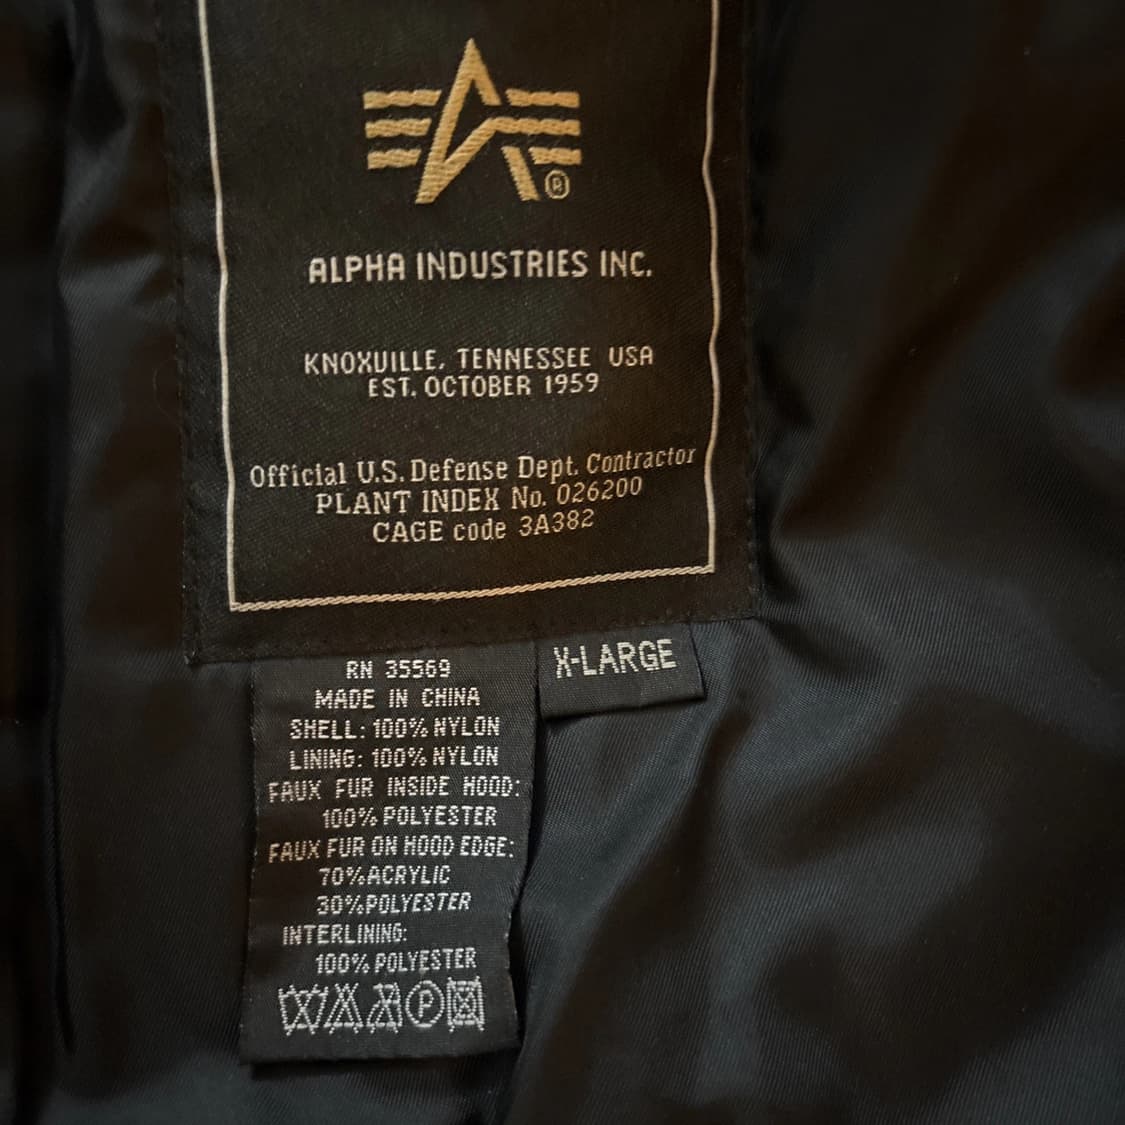 ®
ALPHA INDUSTRIES INC.
KNOXVILLE, TENNESSEE USA
EST. OCTOBER 1959
Official U.S. Defense Dept. Contractor
PLANT INDEX No. 026200
CAGE code 3A382
X-LARGE
RN 35569
MADE IN CHINA
SHELL: 100% NYLON
LINING: 100% NYLON
FAUX FUR INSIDE HOOD:
100% POLYESTER
FAUX FUR ON HOOD EDGE:
70% ACRYLIC
30% POLYESTER
INTERLINING:
100% POLYESTER
P